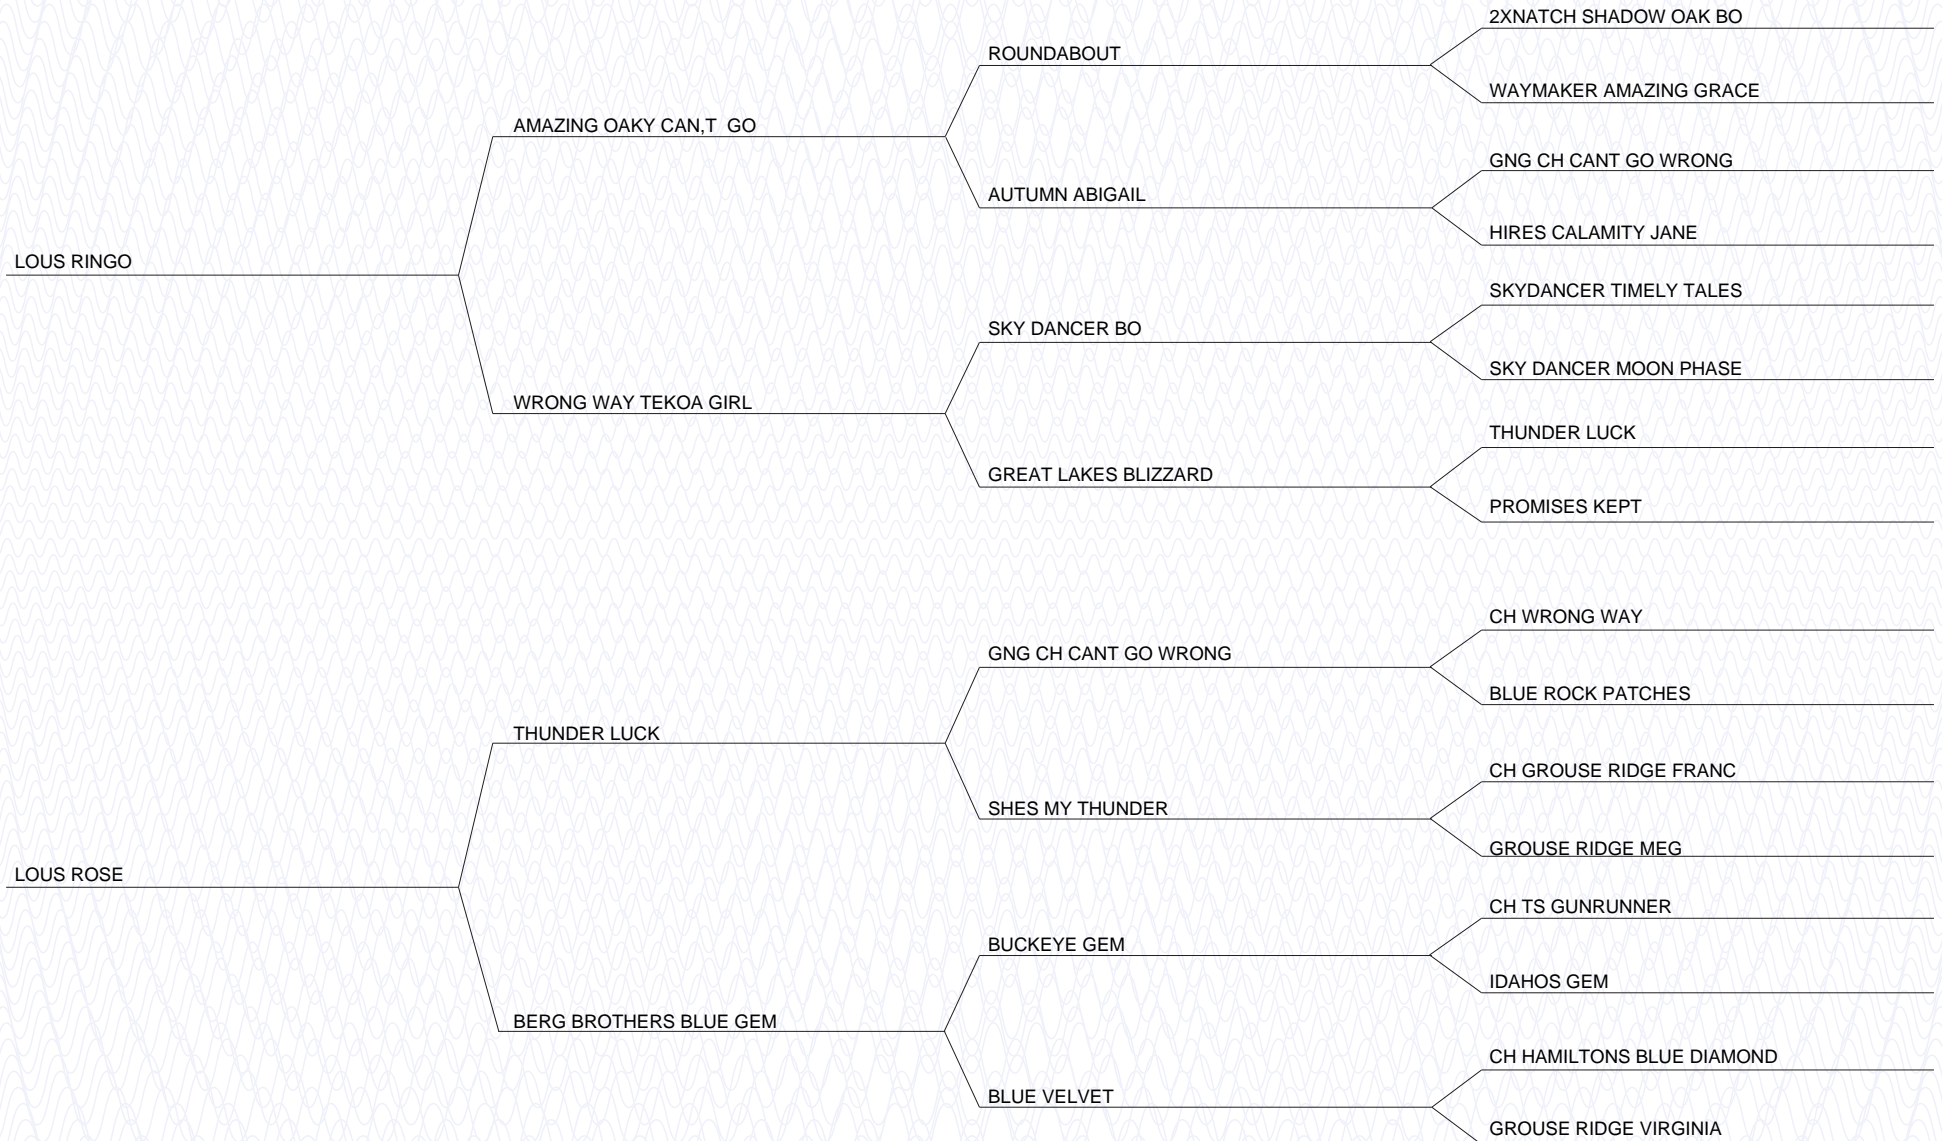 2XNATCH SHADOW OAK BO
ROUNDABOUT
WAYMAKER AMAZING GRACE
AMAZING OAKY CAN,T  GO
GNG CH CANT GO WRONG
AUTUMN ABIGAIL
HIRES CALAMITY JANE
LOUS RINGO
SKYDANCER TIMELY TALES
SKY DANCER BO
SKY DANCER MOON PHASE
WRONG WAY TEKOA GIRL
THUNDER LUCK
GREAT LAKES BLIZZARD
PROMISES KEPT
CH WRONG WAY
GNG CH CANT GO WRONG
BLUE ROCK PATCHES
THUNDER LUCK
CH GROUSE RIDGE FRANC
SHES MY THUNDER
GROUSE RIDGE MEG
LOUS ROSE
CH TS GUNRUNNER
BUCKEYE GEM
IDAHOS GEM
BERG BROTHERS BLUE GEM
CH HAMILTONS BLUE DIAMOND
BLUE VELVET
GROUSE RIDGE VIRGINIA